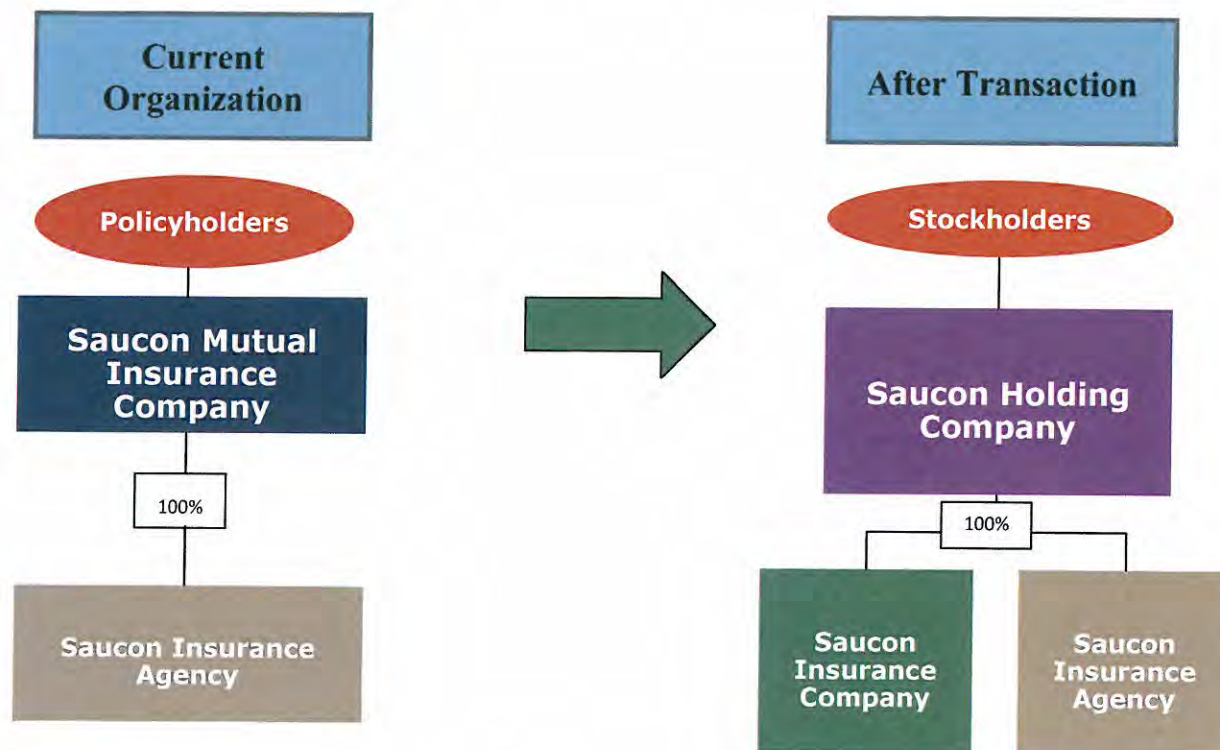 Current
Organization
Policyholders
Saucon Mutual
Insurance
Company
100%
Saucon Insurance
Agency
After Transaction
Stockholders
Saucon Holding
Company
100%
Saucon
Insurance
Company
Saucon
Insurance
Agency